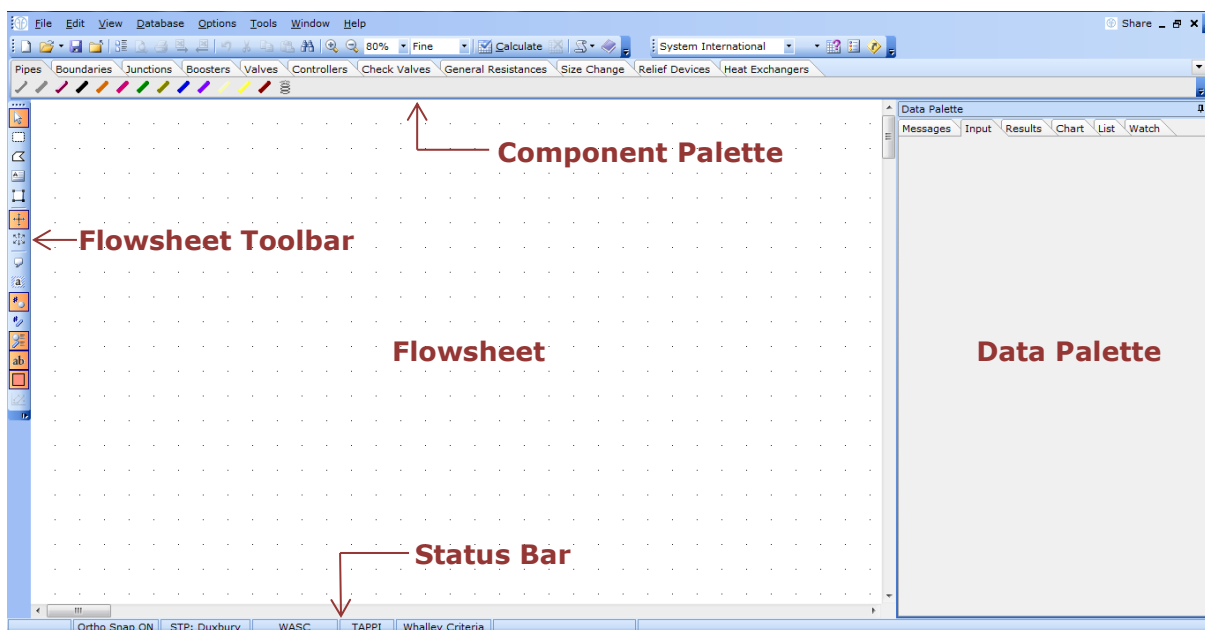 File Edit View Database Options Tools Window Help Share
80% Fine Calculate System International
Pipes Boundaries Junctions Boosters Valves Controllers Check Valves General Resistances Size Change Relief Devices Heat Exchangers
Data Palette
Messages Input Results Chart List Watch
Component Palette
Flowsheet Toolbar
a
ab
Flowsheet
Data Palette
Status Bar
Ortho Snap ON STP: Duxbury WASC TAPPI Whalley Criteria